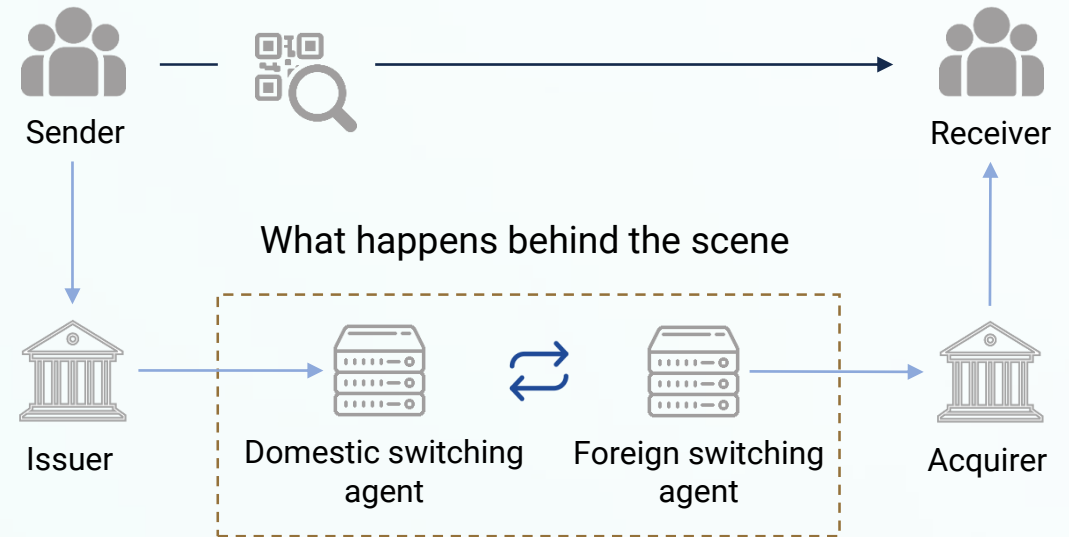 Sender
Receiver
What happens behind the scene
Issuer
Domestic switching
agent
Foreign switching
agent
Acquirer